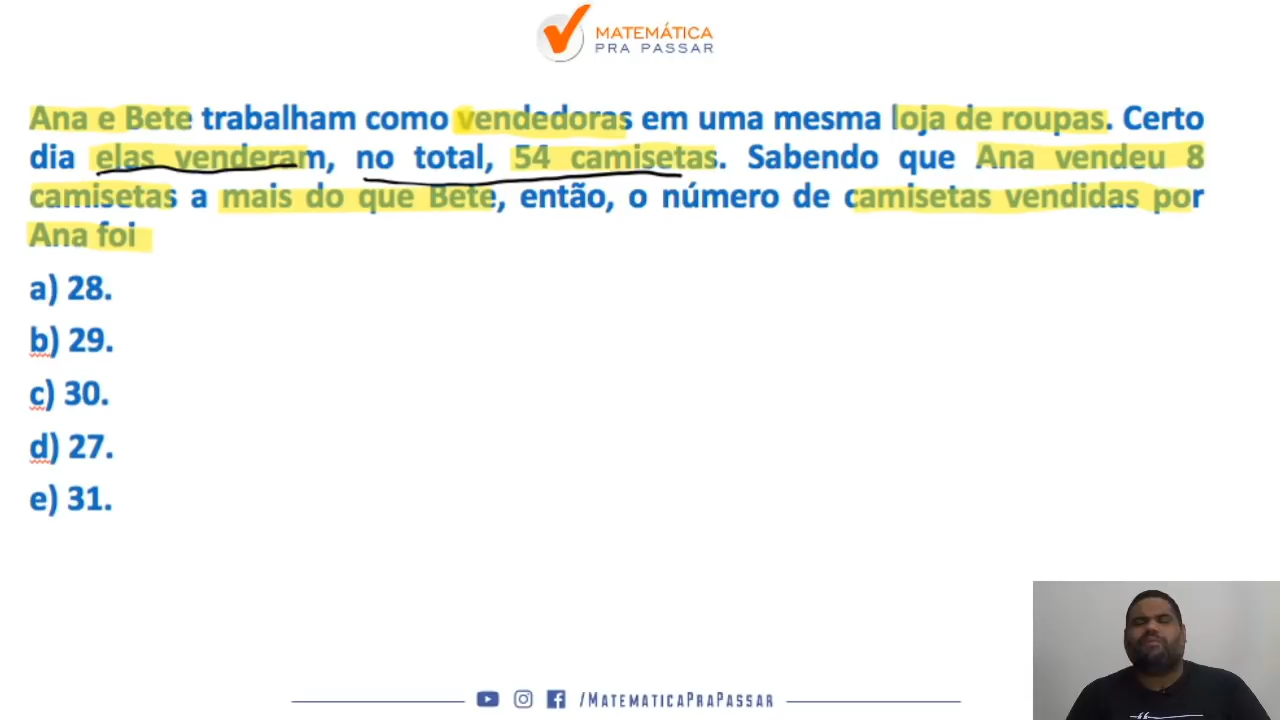 MATEMÁTICA
PRA PASSAR
Ana e Bete trabalham como vendedoras em uma mesma loja de roupas. Certo
dia elas venderam, no total, 54 camisetas. Sabendo que Ana vendeu 8
camisetas a mais do que Bete, então, o número de camisetas vendidas por
Ana foi
a) 28.
b) 29.
c) 30.
d) 27.
e) 31.
/MATEMATICAPRAPASSAR